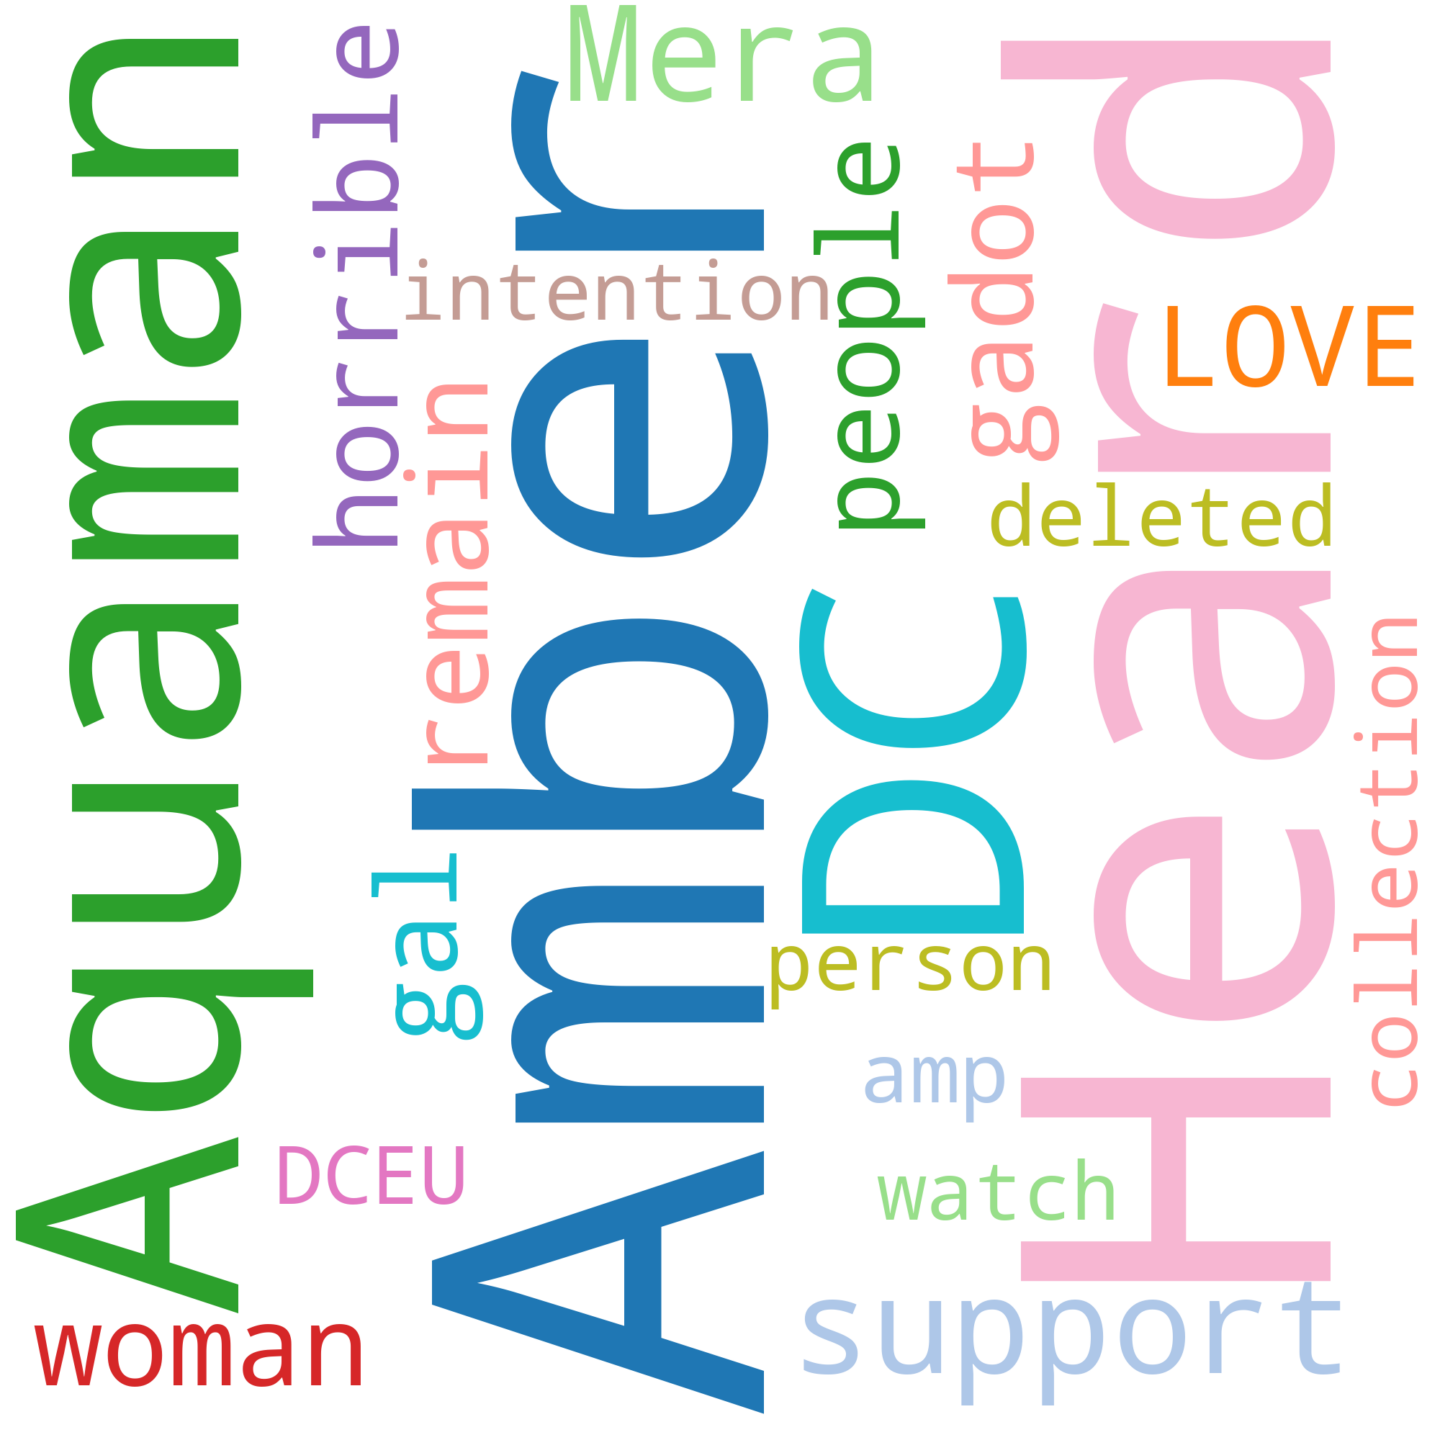 Aquaman
horrible
Mera
Amber
intention
people
gadot
Heard
LOVE
remain
deleted
DC
collection
gal
person
amp
DCEU
watch
woman
support